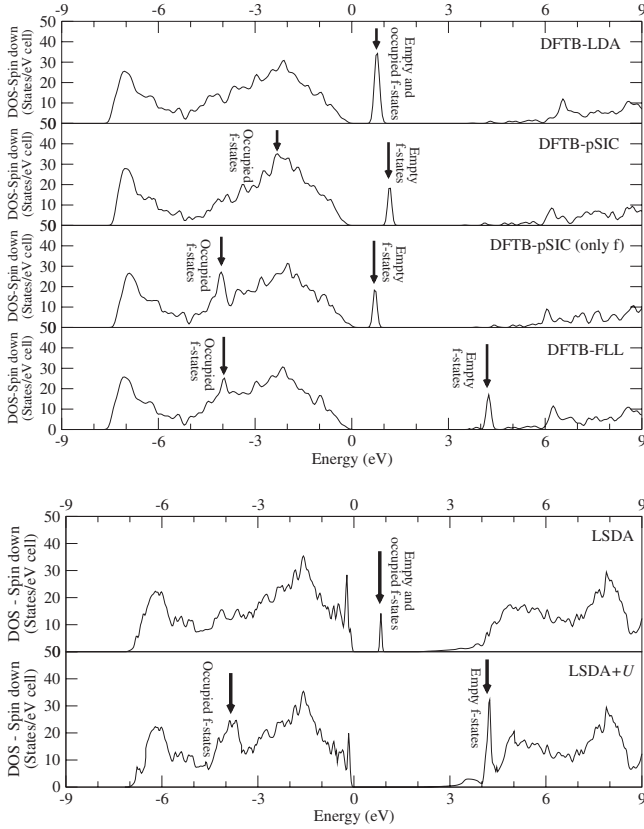 -9 -6 -3 0 3 6 9
DOS-Spin down
(States/eV cell)
50
40
30
20
10
Empty and
occupied f-states
DFTB-LDA
DOS-Spin down
(States/eV cell)
50
40
30
20
10
Occupied
f-states
Empty
f-states
DFTB-pSIC
DOS-Spin down
(States/eV cell)
50
40
30
20
10
Occupied
f-states
Empty
f-states
DFTB-pSIC (only f)
DOS-Spin down
(States/eV cell)
50
40
30
20
10
0
Occupied
f-states
Empty
f-states
DFTB-FLL
-9 -6 -3 0 3 6 9
Energy (eV)
-9 -6 -3 0 3 6 9
DOS - Spin down
(States/eV cell)
50
40
30
20
10
Empty and
occupied f-states
LSDA
DOS - Spin down
(States/eV cell)
50
40
30
20
10
0
Occupied f-states
Empty f-states
LSDA+U
-9 -6 -3 0 3 6 9
Energy (eV)